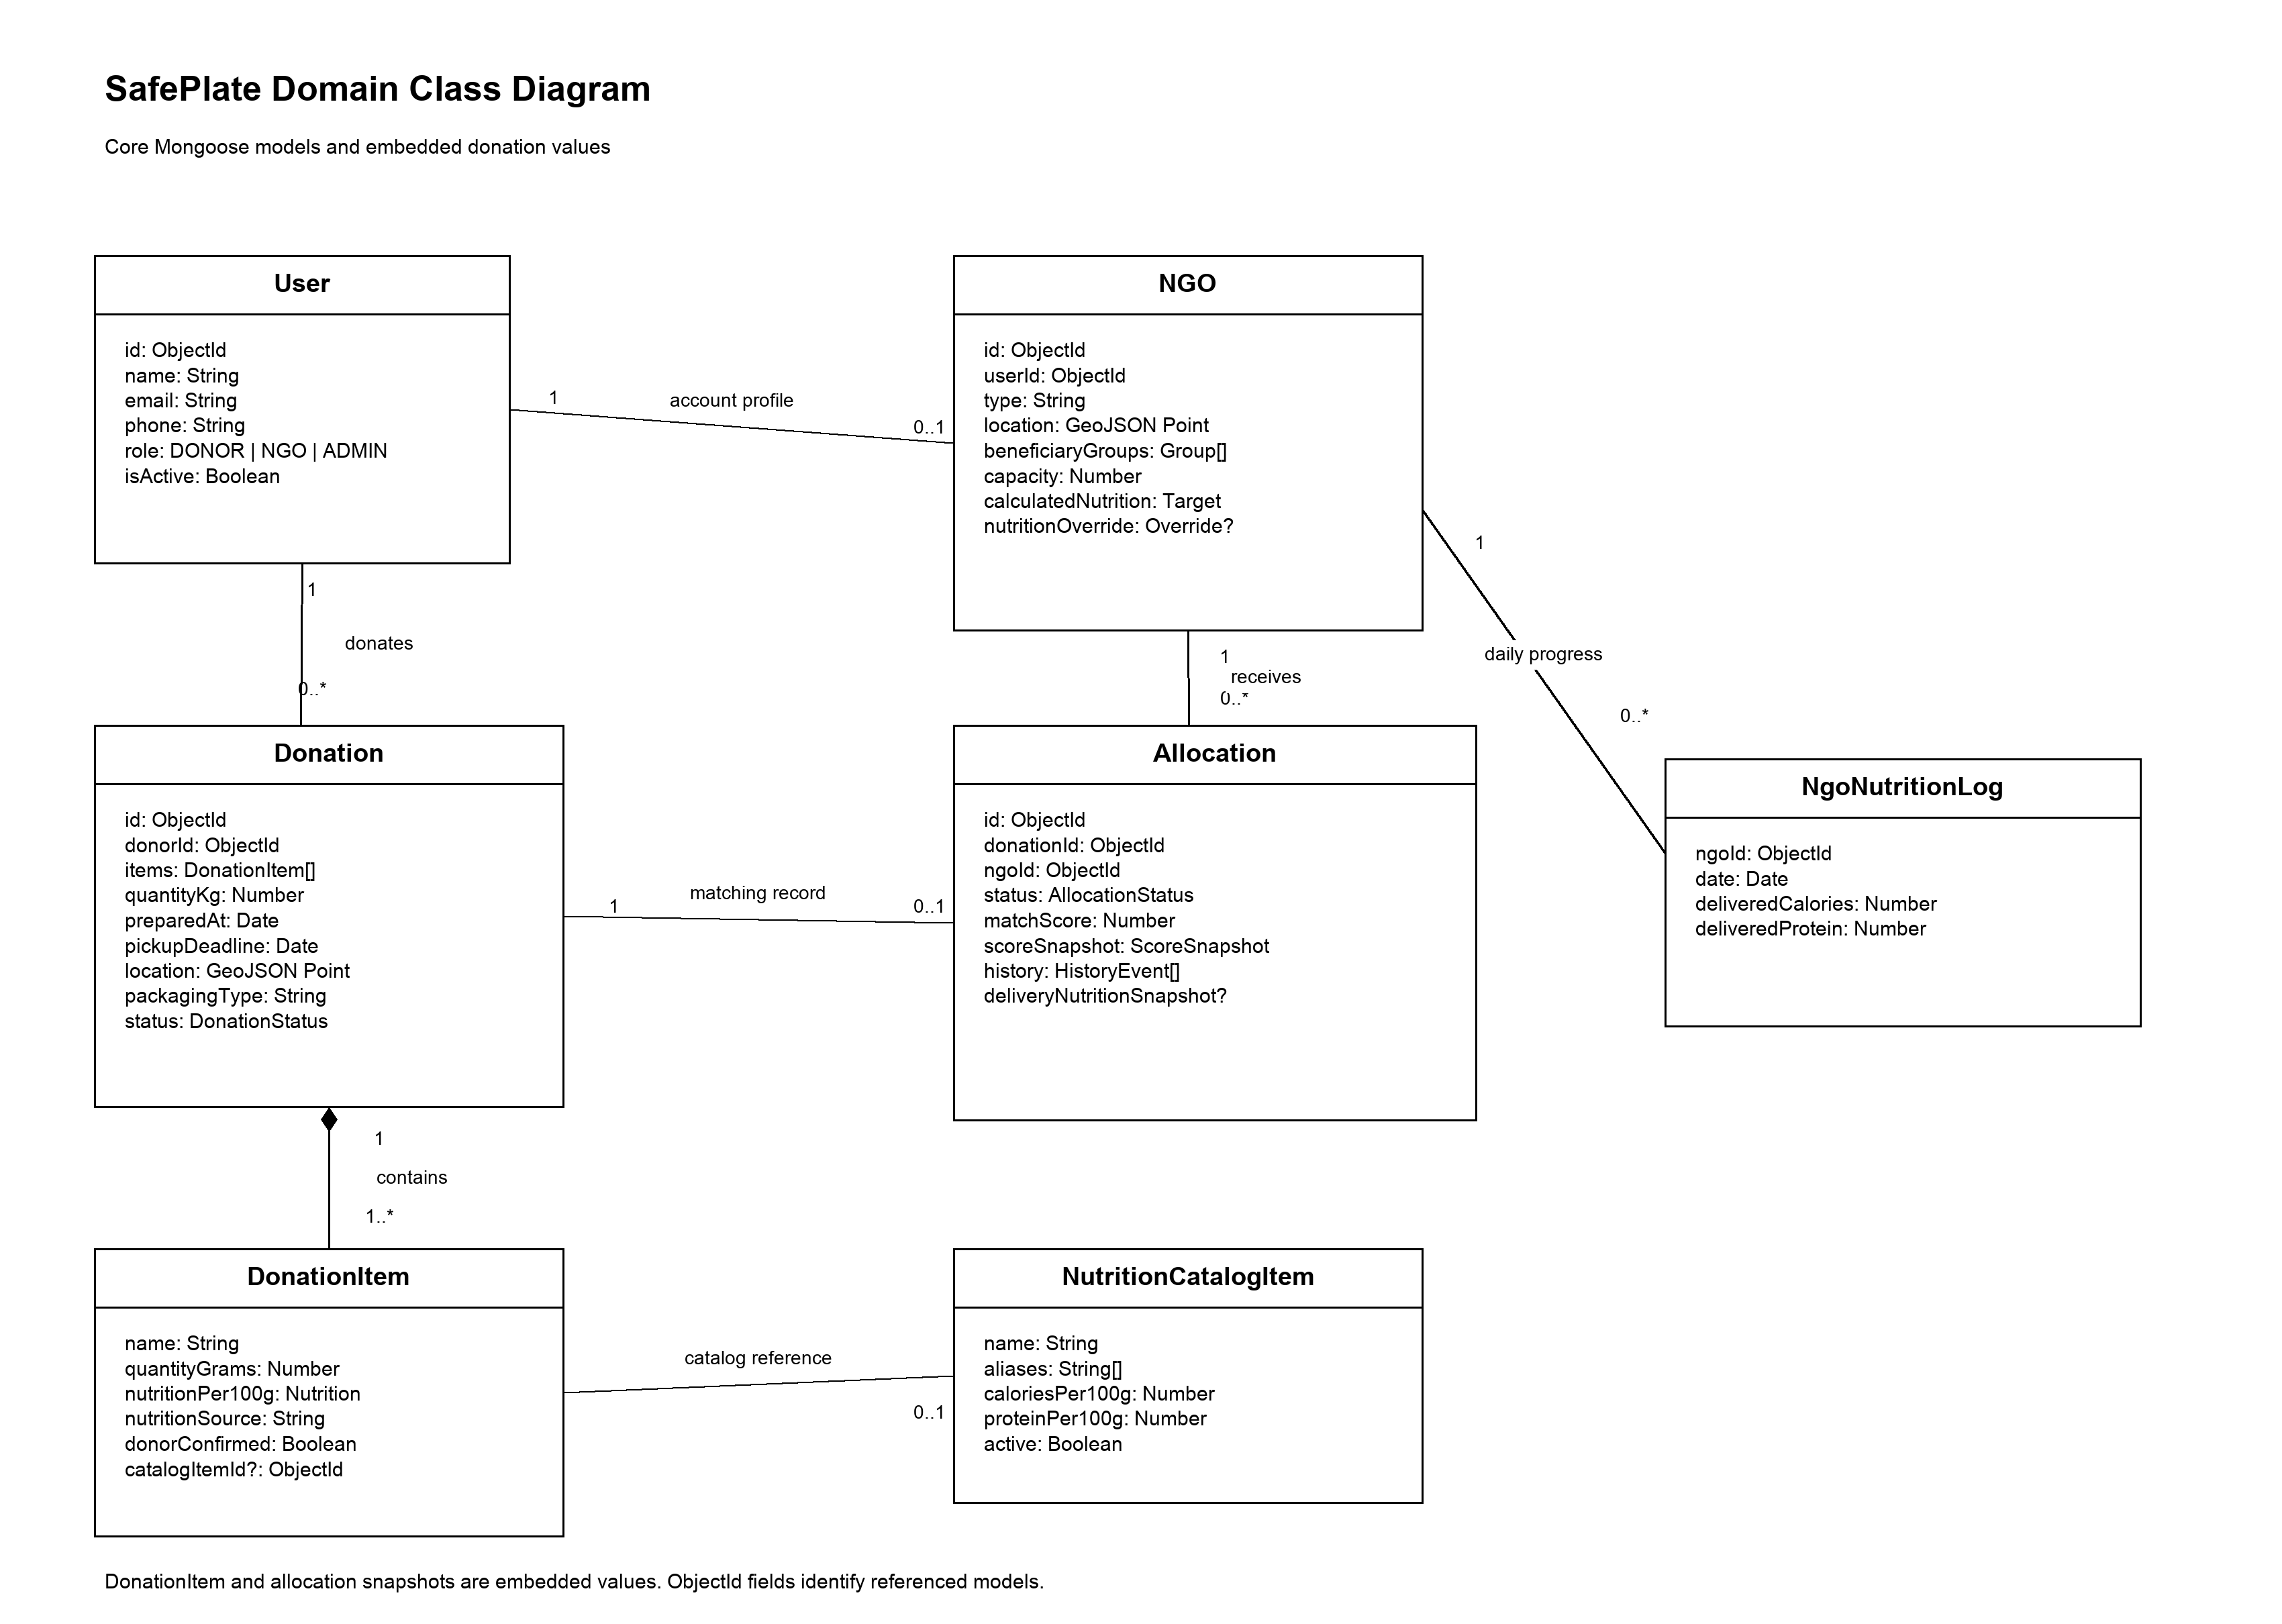 SafePlate Domain Class Diagram
Core Mongoose models and embedded donation values
User
id: ObjectId
name: String
email: String
phone: String
role: DONOR | NGO | ADMIN
isActive: Boolean
1
account profile
0..1
NGO
id: ObjectId
userId: ObjectId
type: String
location: GeoJSON Point
beneficiaryGroups: Group[]
capacity: Number
calculatedNutrition: Target
nutritionOverride: Override?
1
donates
0..*
1
receives
0..*
1
daily progress
0..*
Donation
id: ObjectId
donorId: ObjectId
items: DonationItem[]
quantityKg: Number
preparedAt: Date
pickupDeadline: Date
location: GeoJSON Point
packagingType: String
status: DonationStatus
1
matching record
0..1
Allocation
id: ObjectId
donationId: ObjectId
ngoId: ObjectId
status: AllocationStatus
matchScore: Number
scoreSnapshot: ScoreSnapshot
history: HistoryEvent[]
deliveryNutritionSnapshot?
NgoNutritionLog
ngoId: ObjectId
date: Date
deliveredCalories: Number
deliveredProtein: Number
1
contains
1..*
DonationItem
name: String
quantityGrams: Number
nutritionPer100g: Nutrition
nutritionSource: String
donorConfirmed: Boolean
catalogItemId?: ObjectId
catalog reference
0..1
NutritionCatalogItem
name: String
aliases: String[]
caloriesPer100g: Number
proteinPer100g: Number
active: Boolean
DonationItem and allocation snapshots are embedded values. ObjectId fields identify referenced models.